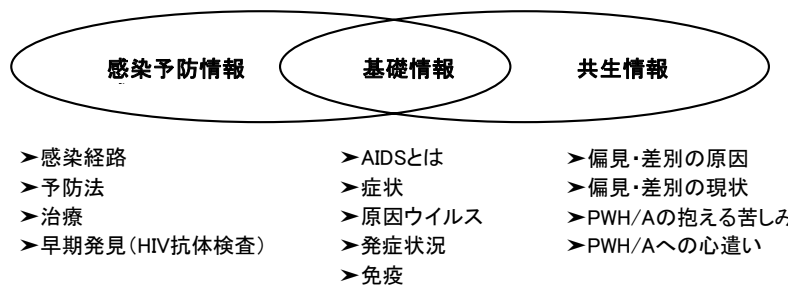 感染予防情報
基礎情報
共生情報
➤感染経路
➤予防法
➤治療
➤早期発見(HIV抗体検査)
➤AIDSとは
➤症状
➤原因ウイルス
➤発症状況
➤免疫
➤偏見・差別の原因
➤偏見・差別の現状
➤PWH/Aの抱える苦しみ
➤PWH/Aへの心遣い